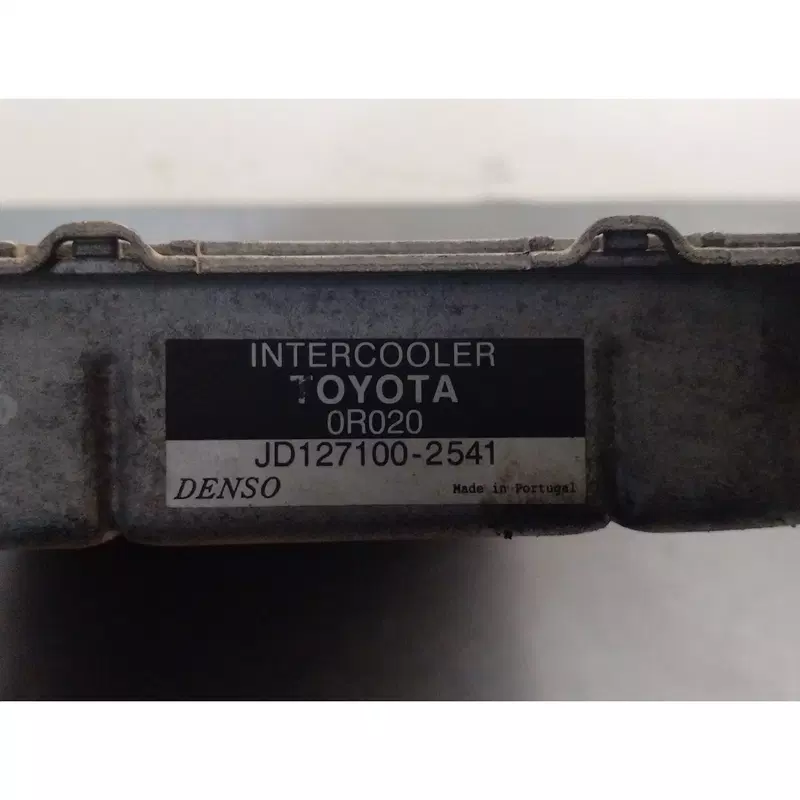 INTERCOOLER
TOYOTA
0R020
JD127100-2541
DENSO
Made in Portugal